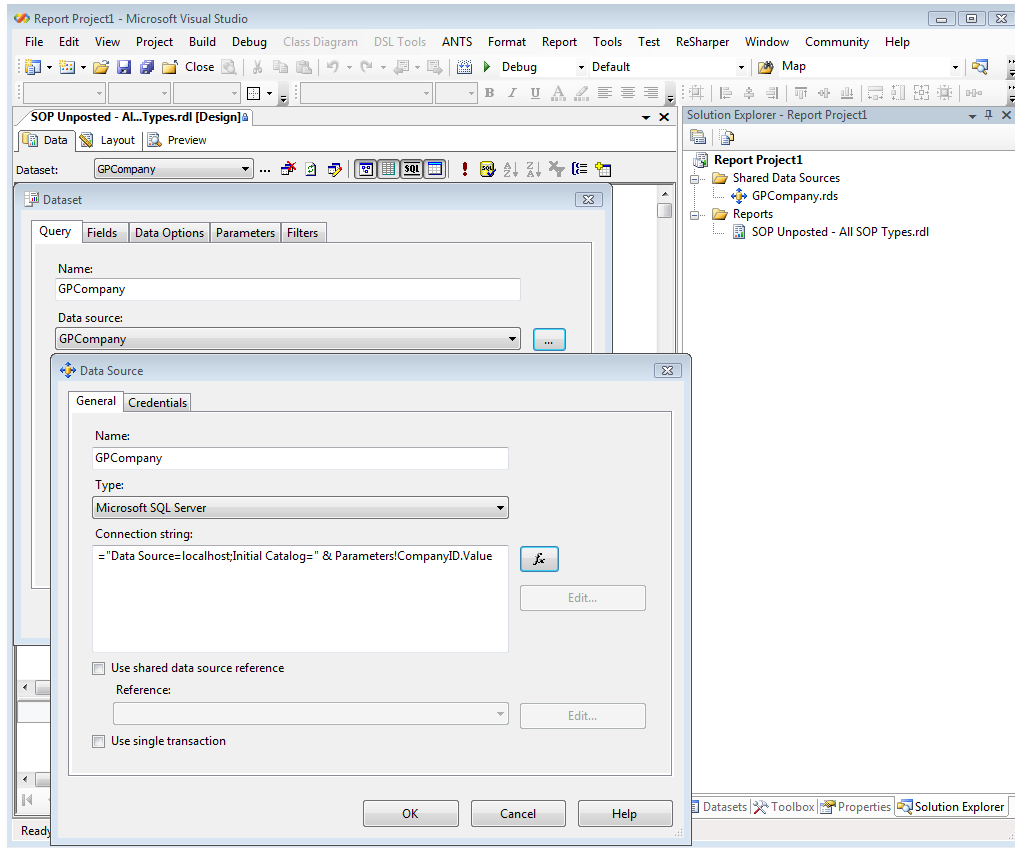 Report Project1 - Microsoft Visual Studio
File Edit View Project Build Debug Class Diagram DSL Tools ANTS Format Report Tools Test ReSharper Window Community Help
Close Debug Default Map
B I U A
SOP Unposted - Al...Types.rdl [Design]
Data Layout Preview
Dataset: GPCompany ... SQL
Dataset
Query Fields Data Options Parameters Filters
Name:
GPCompany
Data source:
GPCompany
...
Data Source
General Credentials
Name:
GPCompany
Type:
Microsoft SQL Server
Connection string:
="Data Source=localhost;Initial Catalog=" & Parameters!CompanyID.Value
fx
Edit...
Use shared data source reference
Reference:
Edit...
Use single transaction
OK Cancel Help
Ready
Solution Explorer - Report Project1
Report Project1
Shared Data Sources
GPCompany.rds
Reports
SOP Unposted - All SOP Types.rdl
Datasets Toolbox Properties Solution Explorer